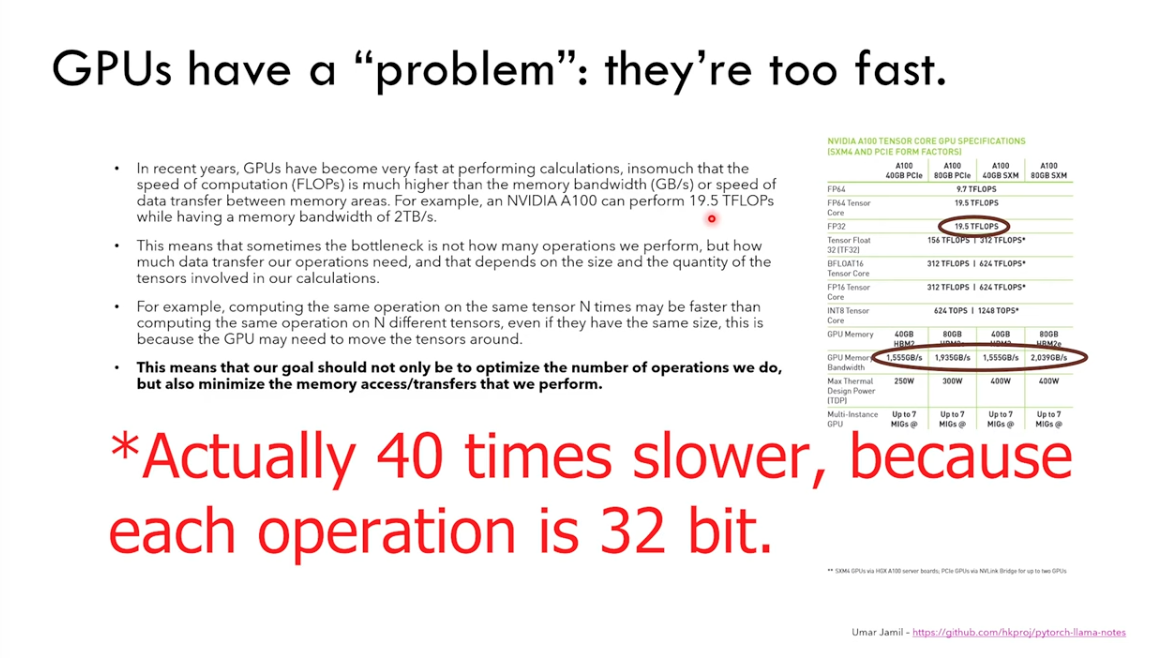 GPUs have a “problem”: they’re too fast.
• In recent years, GPUs have become very fast at performing calculations, insomuch that the
speed of computation (FLOPs) is much higher than the memory bandwidth (GB/s) or speed of
data transfer between memory areas. For example, an NVIDIA A100 can perform 19.5 TFLOPs
while having a memory bandwidth of 2TB/s.
• This means that sometimes the bottleneck is not how many operations we perform, but how
much data transfer our operations need, and that depends on the size and the quantity of the
tensors involved in our calculations.
• For example, computing the same operation on the same tensor N times may be faster than
computing the same operation on N different tensors, even if they have the same size, this is
because the GPU may need to move the tensors around.
• This means that our goal should not only be to optimize the number of operations we do,
but also minimize the memory access/transfers that we perform.
NVIDIA A100 TENSOR CORE GPU SPECIFICATIONS
(SXM4 AND PCIE FORM FACTORS)
A100 A100 A100 A100
40GB PCIe 80GB PCIe 40GB SXM 80GB SXM
FP64 9.7 TFLOPS
FP64 Tensor 19.5 TFLOPS
Core
FP32 19.5 TFLOPS
Tensor Float 156 TFLOPS | 312 TFLOPS*
32 (TF32)
BFLOAT16 312 TFLOPS | 624 TFLOPS*
Tensor Core
FP16 Tensor 312 TFLOPS | 624 TFLOPS*
Core
INT8 Tensor 624 TOPS | 1248 TOPS*
Core
GPU Memory 40GB 80GB 40GB 80GB
HBM2 HBM2e HBM2 HBM2e
GPU Memory 1,555GB/s 1,935GB/s 1,555GB/s 2,039GB/s
Bandwidth
Max Thermal 250W 300W 400W 400W
Design Power
(TDP)
Multi-Instance Up to 7 Up to 7 Up to 7 Up to 7
GPU MIGs @ MIGs @ MIGs @ MIGs @
*Actually 40 times slower, because
each operation is 32 bit.
** SXM4 GPUs via HGX A100 server boards; PCIe GPUs via NVLink Bridge for up to two GPUs
Umar Jamil – https://github.com/hkproj/pytorch-llama-notes